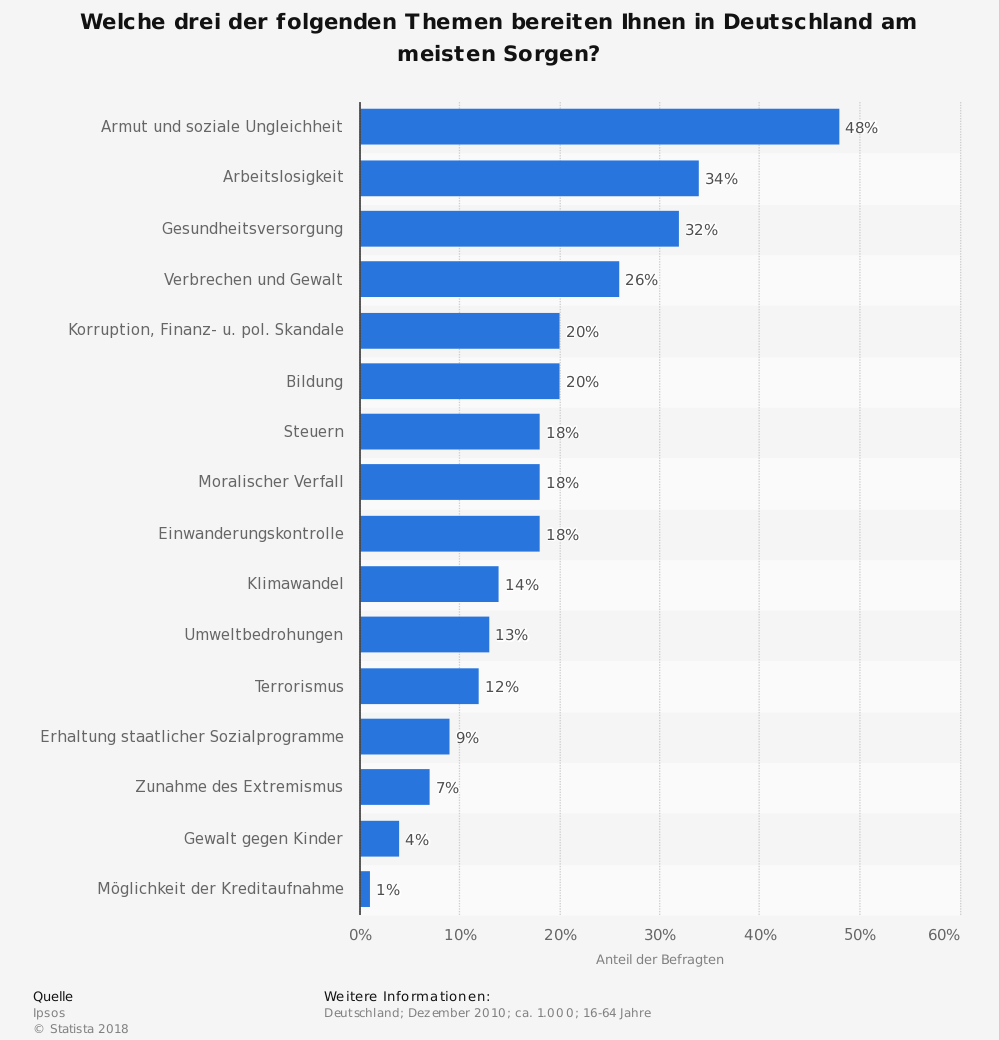 Welche drei der folgenden Themen bereiten Ihnen in Deutschland am
meisten Sorgen?
Armut und soziale Ungleichheit 48%
Arbeitslosigkeit 34%
Gesundheitsversorgung 32%
Verbrechen und Gewalt 26%
Korruption, Finanz- u. pol. Skandale 20%
Bildung 20%
Steuern 18%
Moralischer Verfall 18%
Einwanderungskontrolle 18%
Klimawandel 14%
Umweltbedrohungen 13%
Terrorismus 12%
Erhaltung staatlicher Sozialprogramme 9%
Zunahme des Extremismus 7%
Gewalt gegen Kinder 4%
Möglichkeit der Kreditaufnahme 1%
0% 10% 20% 30% 40% 50% 60%
Anteil der Befragten
Quelle
Ipsos
© Statista 2018
Weitere Informationen:
Deutschland; Dezember 2010; ca. 1.000; 16-64 Jahre